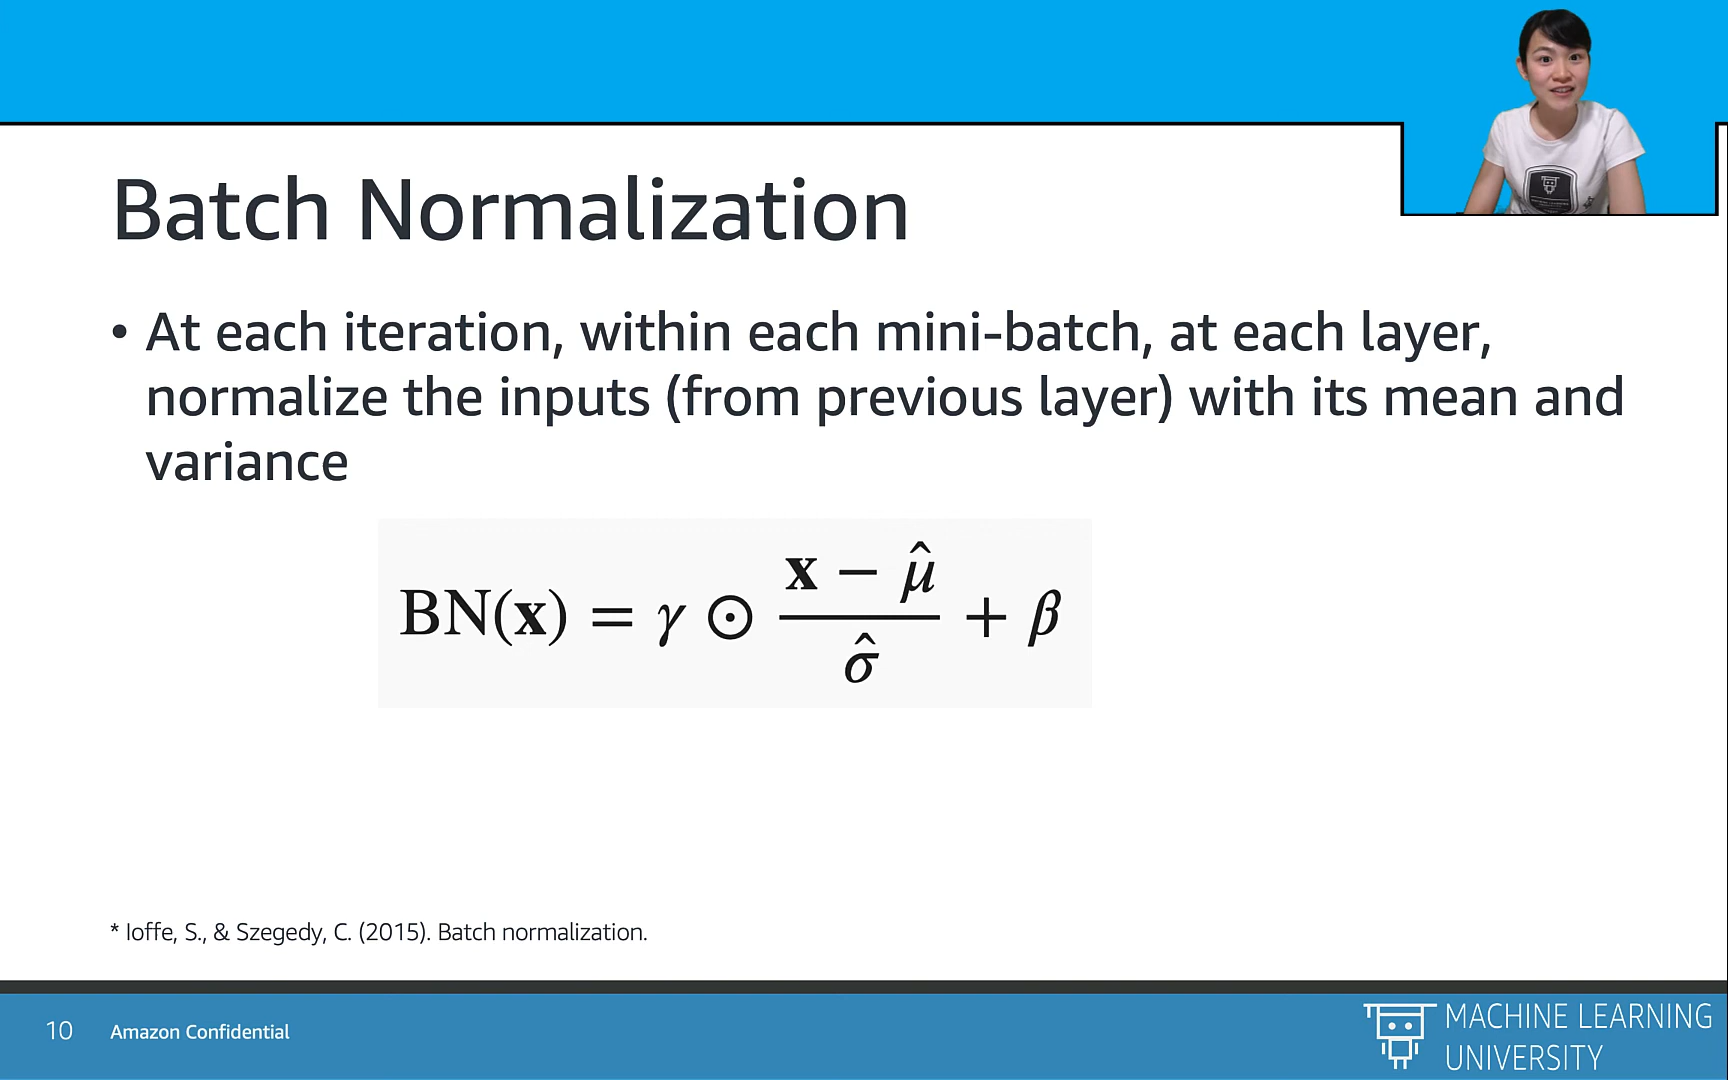 Batch Normalization
• At each iteration, within each mini-batch, at each layer,
normalize the inputs (from previous layer) with its mean and
variance
BN(x) = γ ⊙ (x − μ̂)/σ̂ + β
* Ioffe, S., & Szegedy, C. (2015). Batch normalization.
10 Amazon Confidential
MACHINE LEARNING
UNIVERSITY